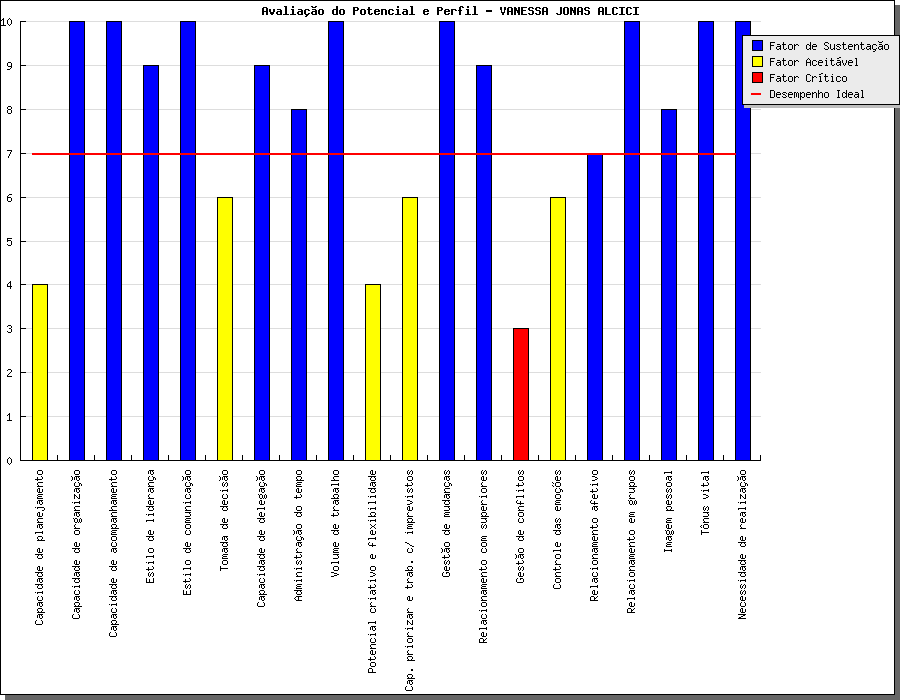 Avaliação do Potencial e Perfil - VANESSA JONAS ALCICI
Fator de Sustentação
Fator Aceitável
Fator Crítico
Desempenho Ideal
10
9
8
7
6
5
4
3
2
1
0
Capacidade de planejamento
Capacidade de organização
Capacidade de acompanhamento
Estilo de liderança
Estilo de comunicação
Tomada de decisão
Capacidade de delegação
Administração do tempo
Volume de trabalho
Potencial criativo e flexibilidade
Cap. priorizar e trab. c/ imprevistos
Gestão de mudanças
Relacionamento com superiores
Gestão de conflitos
Controle das emoções
Relacionamento afetivo
Relacionamento em grupos
Imagem pessoal
Tônus vital
Necessidade de realização